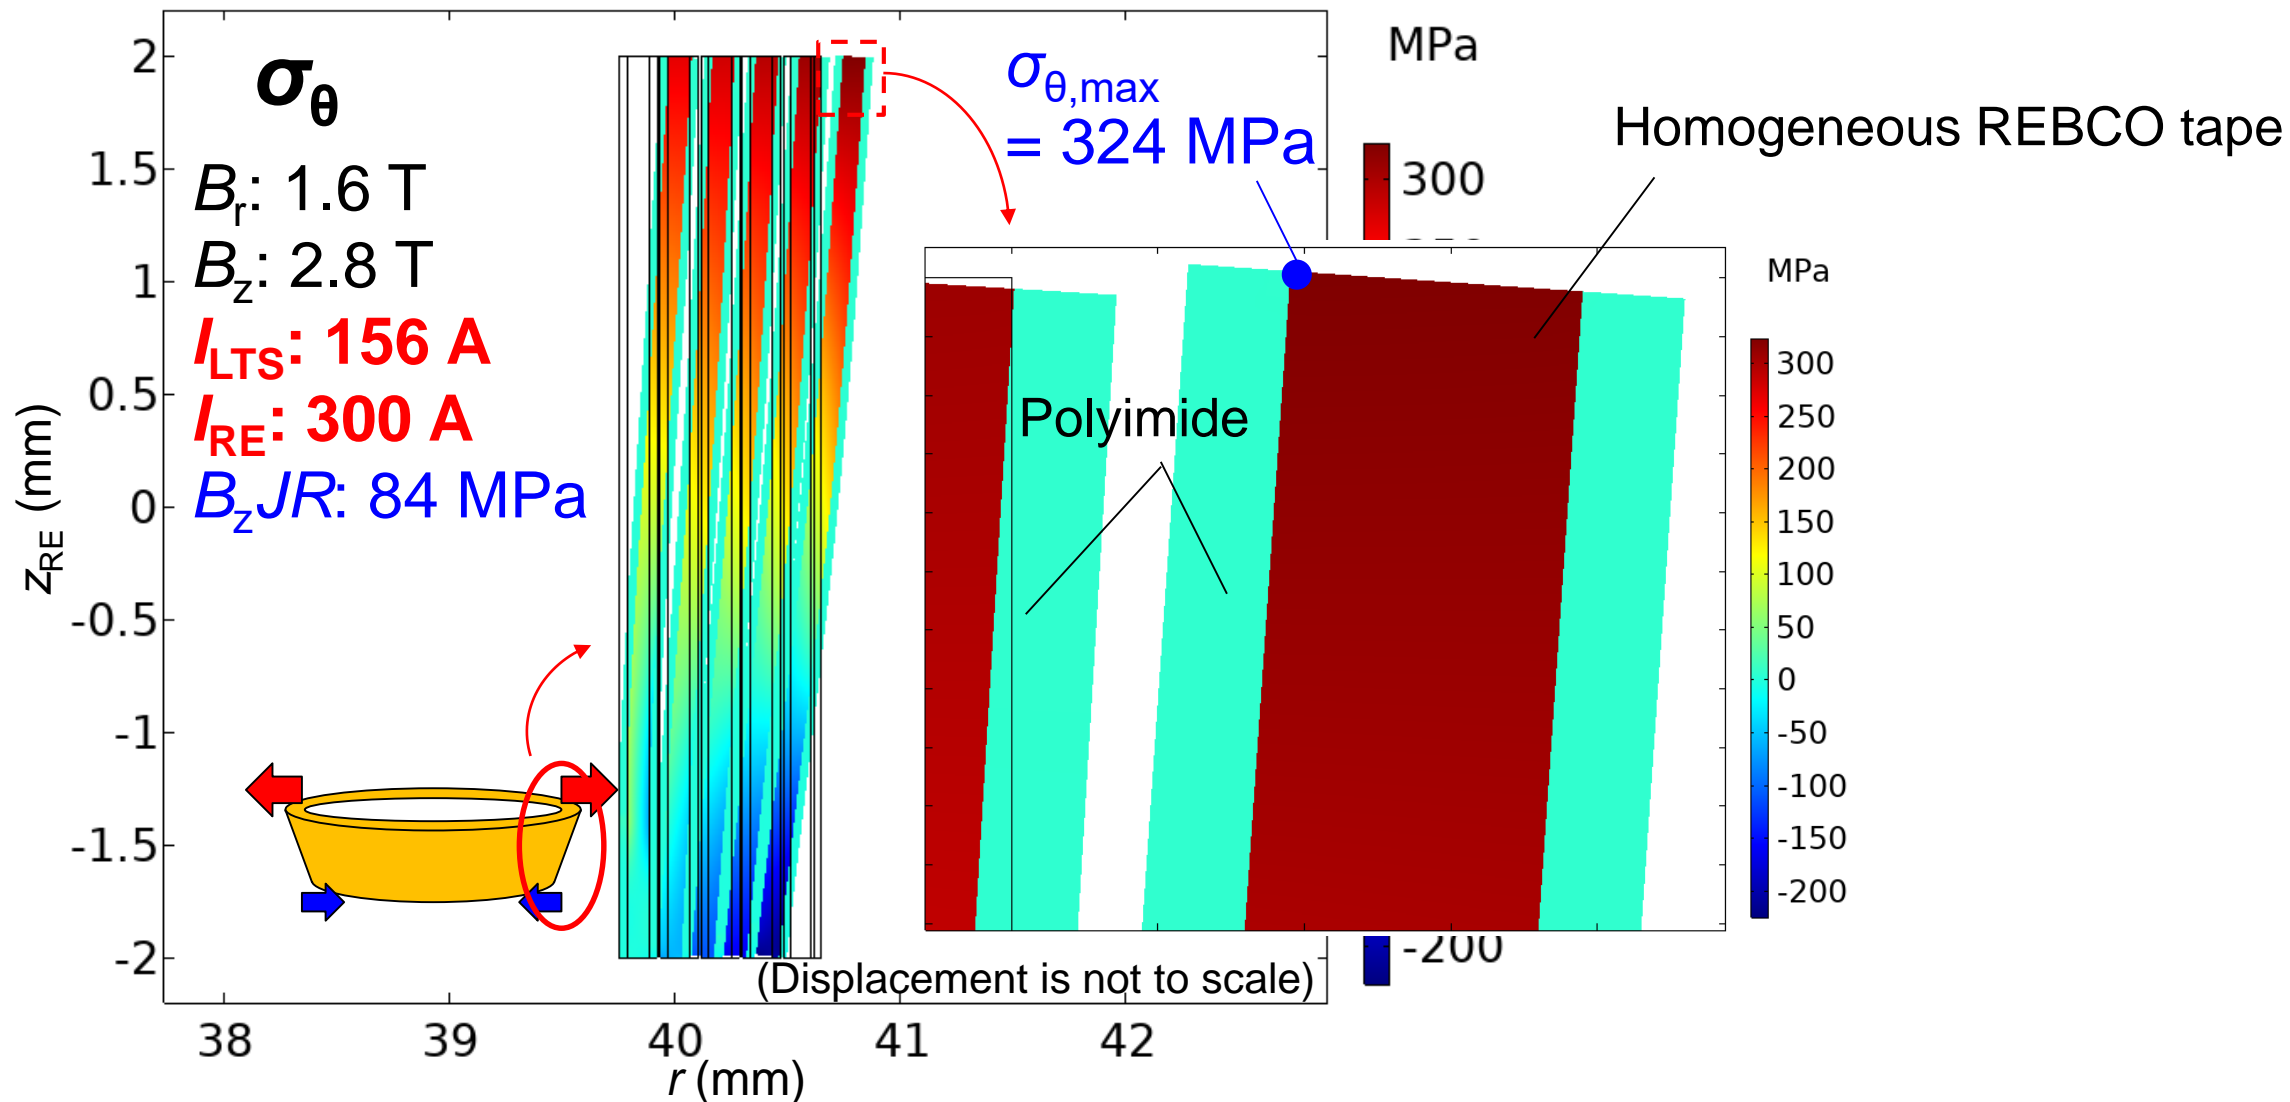 σθ
Br: 1.6 T
Bz: 2.8 T
ILTS: 156 A
IRE: 300 A
BzJR: 84 MPa
σθ,max
= 324 MPa
MPa
300
-200
Homogeneous REBCO tape
Polyimide
MPa
300
250
200
150
100
50
0
-50
-100
-150
-200
zRE (mm)
2
1.5
1
0.5
0
-0.5
-1
-1.5
-2
(Displacement is not to scale)
38 39 40 41 42
r (mm)